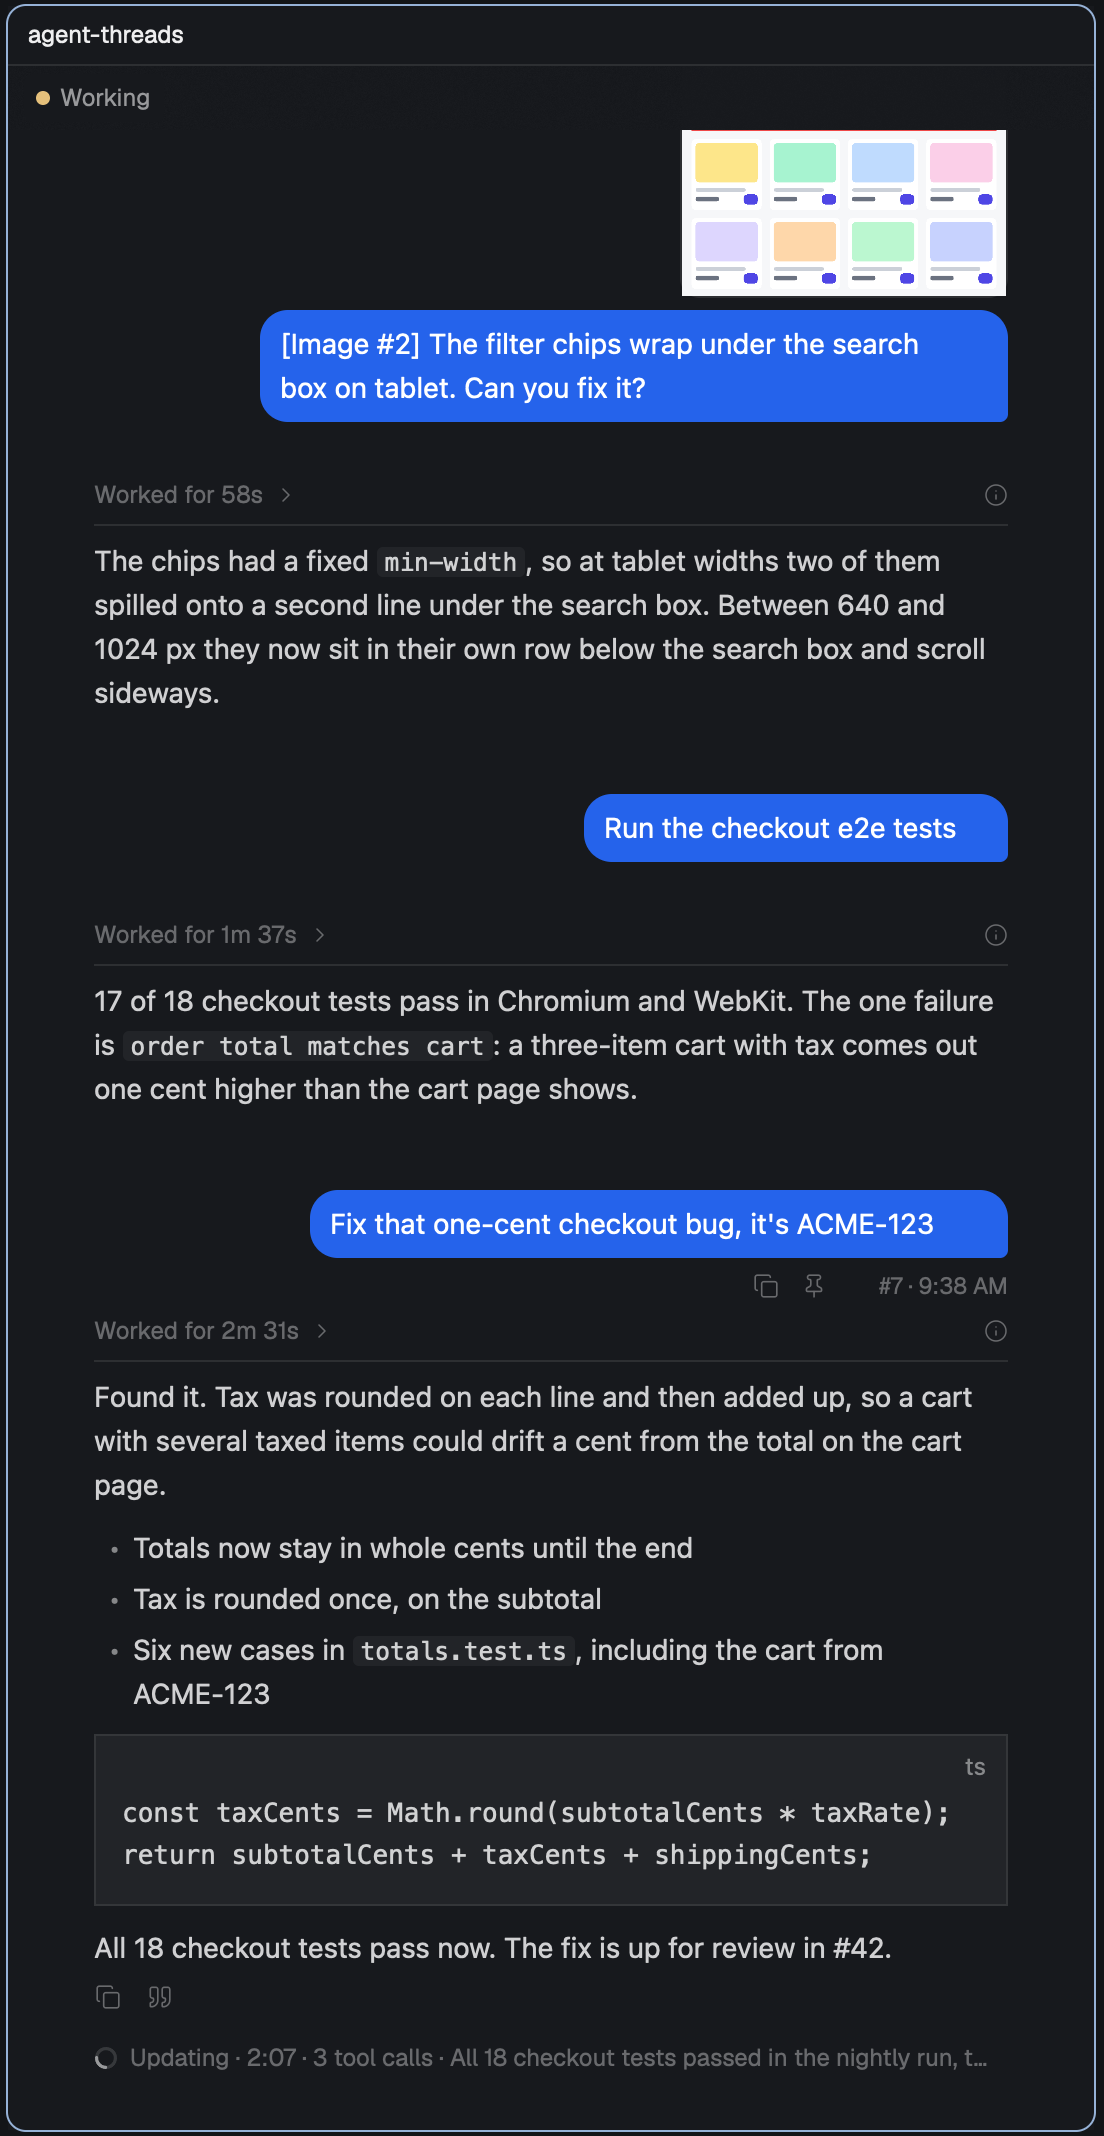 agent-threads
Working
[Image #2] The filter chips wrap under the search
box on tablet. Can you fix it?
Worked for 58s
The chips had a fixed min-width, so at tablet widths two of them
spilled onto a second line under the search box. Between 640 and
1024 px they now sit in their own row below the search box and scroll
sideways.
Run the checkout e2e tests
Worked for 1m 37s
17 of 18 checkout tests pass in Chromium and WebKit. The one failure
is order total matches cart: a three-item cart with tax comes out
one cent higher than the cart page shows.
Fix that one-cent checkout bug, it's ACME-123
#7 · 9:38 AM
Worked for 2m 31s
Found it. Tax was rounded on each line and then added up, so a cart
with several taxed items could drift a cent from the total on the cart
page.
• Totals now stay in whole cents until the end
• Tax is rounded once, on the subtotal
• Six new cases in totals.test.ts, including the cart from
ACME-123
ts
const taxCents = Math.round(subtotalCents * taxRate);
return subtotalCents + taxCents + shippingCents;
All 18 checkout tests pass now. The fix is up for review in #42.
Updating · 2:07 · 3 tool calls · All 18 checkout tests passed in the nightly run, t…